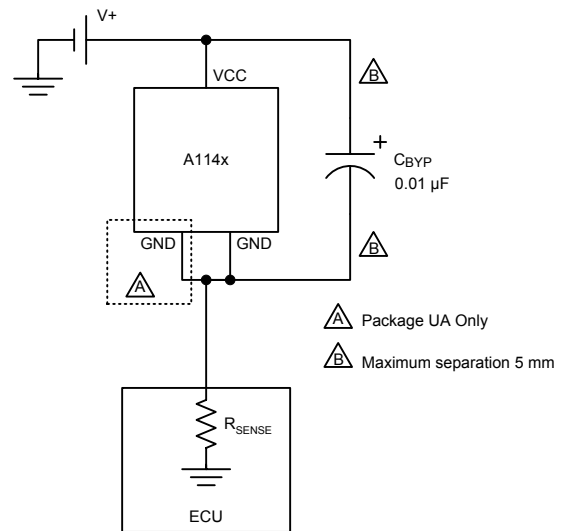 V+
VCC
B
A114x
+
CBYP
0.01 µF
GND
GND
B
A
A Package UA Only
B Maximum separation 5 mm
RSENSE
ECU